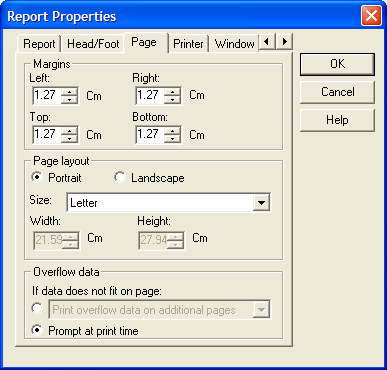 Report Properties
Report Head/Foot Page Printer Window
OK
Cancel
Help
Margins
Left: Right:
1.27 Cm 1.27 Cm
Top: Bottom:
1.27 Cm 1.27 Cm
Page layout
Portrait Landscape
Size: Letter
Width: Height:
21.59 Cm 27.94 Cm
Overflow data
If data does not fit on page:
Print overflow data on additional pages
Prompt at print time